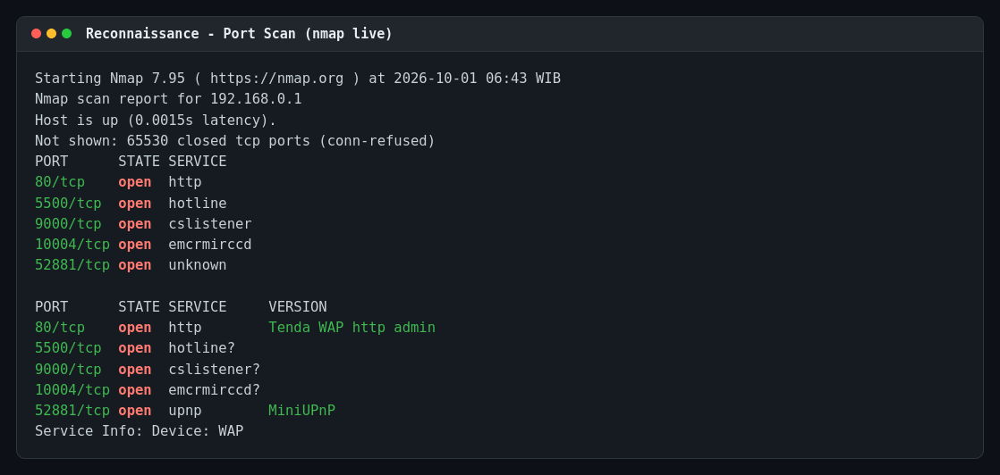 Reconnaissance - Port Scan (nmap live)
Starting Nmap 7.95 ( https://nmap.org ) at 2026-10-01 06:43 WIB
Nmap scan report for 192.168.0.1
Host is up (0.0015s latency).
Not shown: 65530 closed tcp ports (conn-refused)
PORT      STATE SERVICE
80/tcp    open  http
5500/tcp  open  hotline
9000/tcp  open  cslistener
10004/tcp open  emcrmirccd
52881/tcp open  unknown
PORT      STATE SERVICE     VERSION
80/tcp    open  http        Tenda WAP http admin
5500/tcp  open  hotline?
9000/tcp  open  cslistener?
10004/tcp open  emcrmirccd?
52881/tcp open  upnp        MiniUPnP
Service Info: Device: WAP